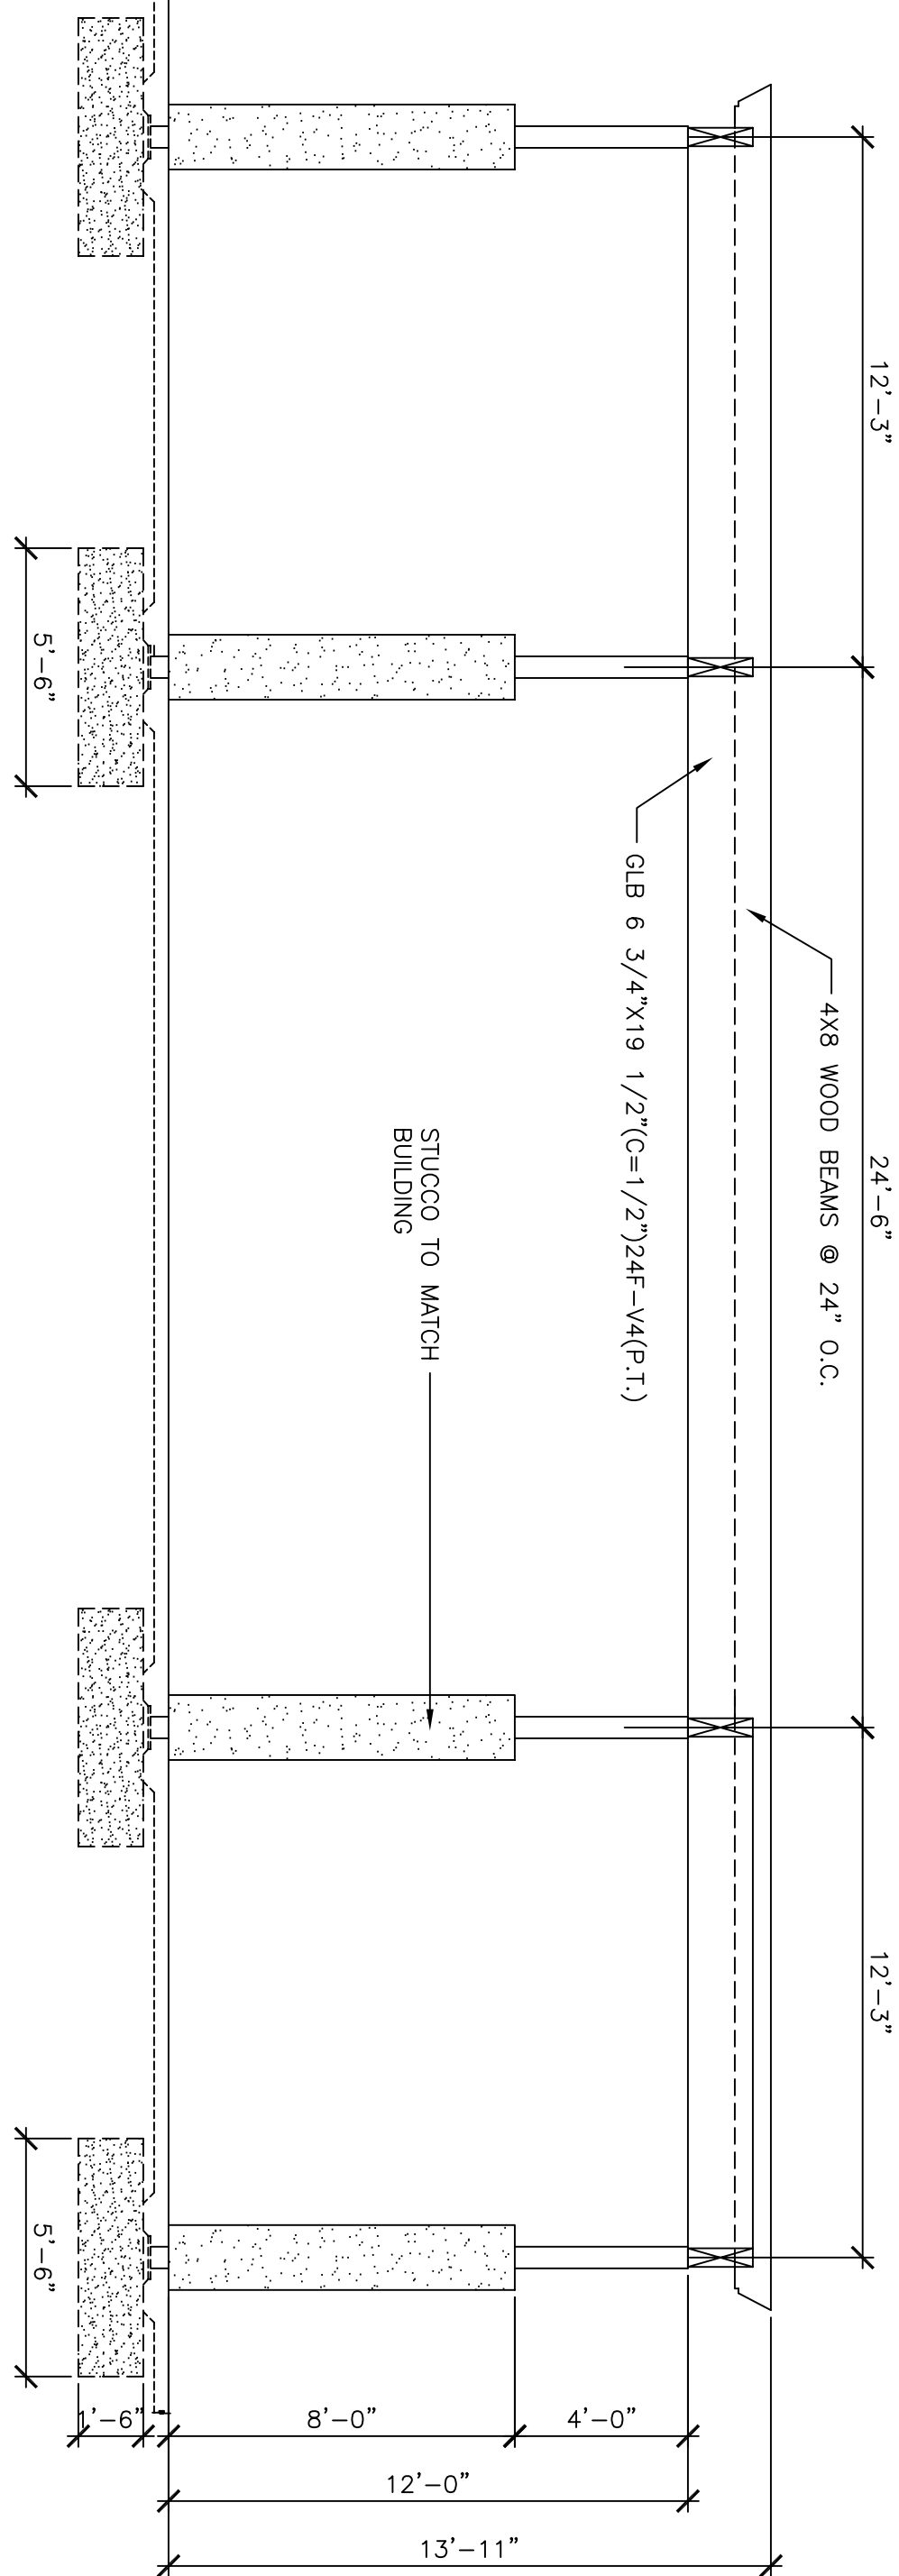 12'-3"
24'-6"
12'-3"
4X8 WOOD BEAMS @ 24" O.C.
GLB 6 3/4"X19 1/2"(C=1/2")24F-V4(P.T.)
STUCCO TO MATCH
BUILDING
5'-6"
5'-6"
1'-6"
8'-0"
4'-0"
12'-0"
13'-11"